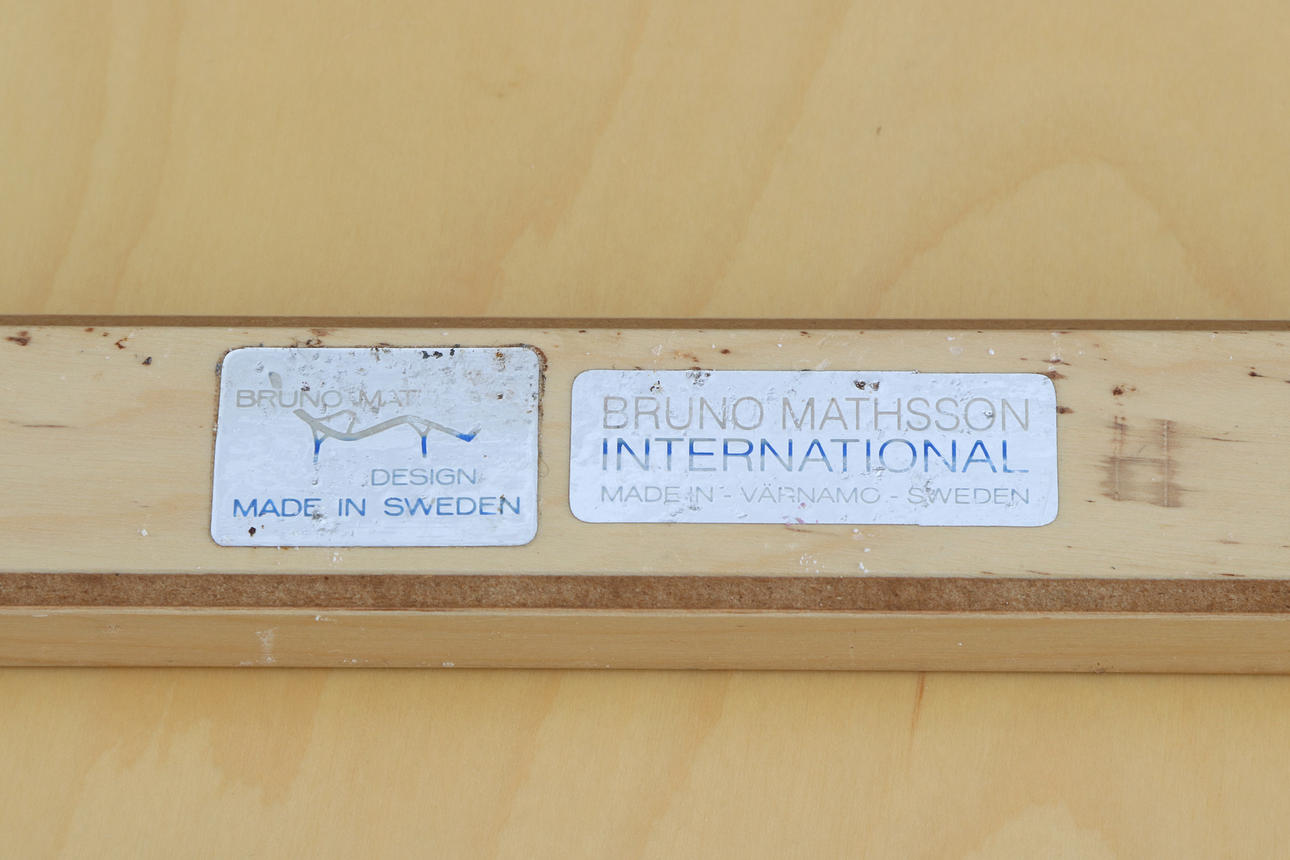 BRUNO MAT
DESIGN
MADE IN SWEDEN
BRUNO MATHSSON
INTERNATIONAL
MADE IN - VÄRNAMO - SWEDEN